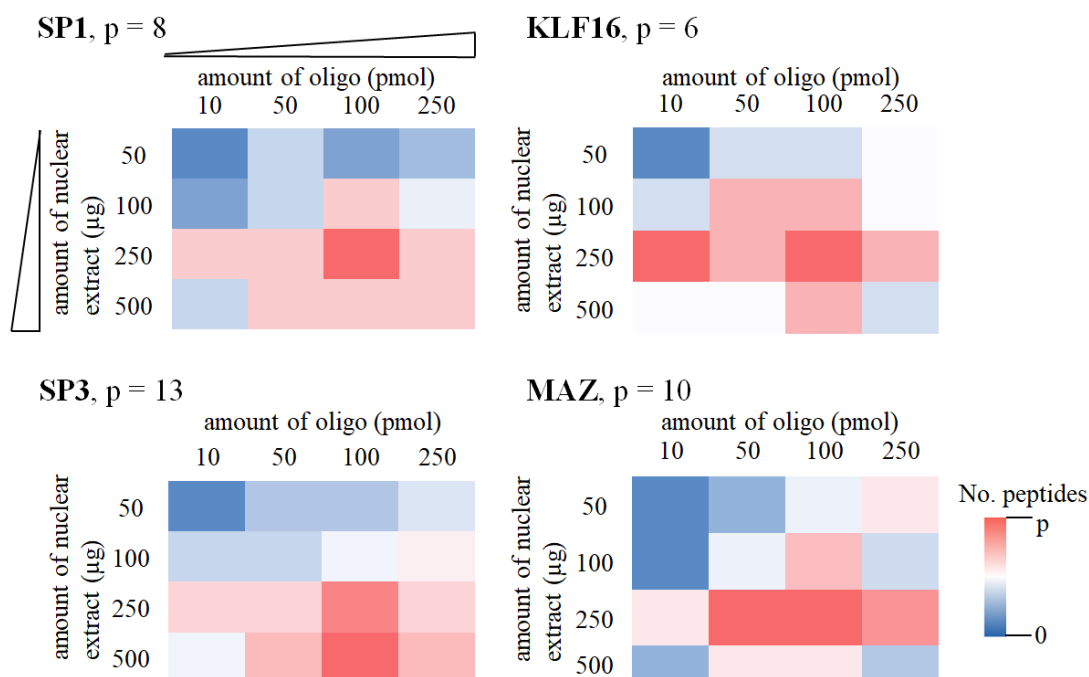 SP1, p = 8
amount of oligo (pmol)
10 50 100 250
amount of nuclear
extract (µg)
50
100
250
500
KLF16, p = 6
amount of oligo (pmol)
10 50 100 250
amount of nuclear
extract (µg)
50
100
250
500
SP3, p = 13
amount of oligo (pmol)
10 50 100 250
amount of nuclear
extract (µg)
50
100
250
500
MAZ, p = 10
amount of oligo (pmol)
10 50 100 250
amount of nuclear
extract (µg)
50
100
250
500
No. peptides
p
0